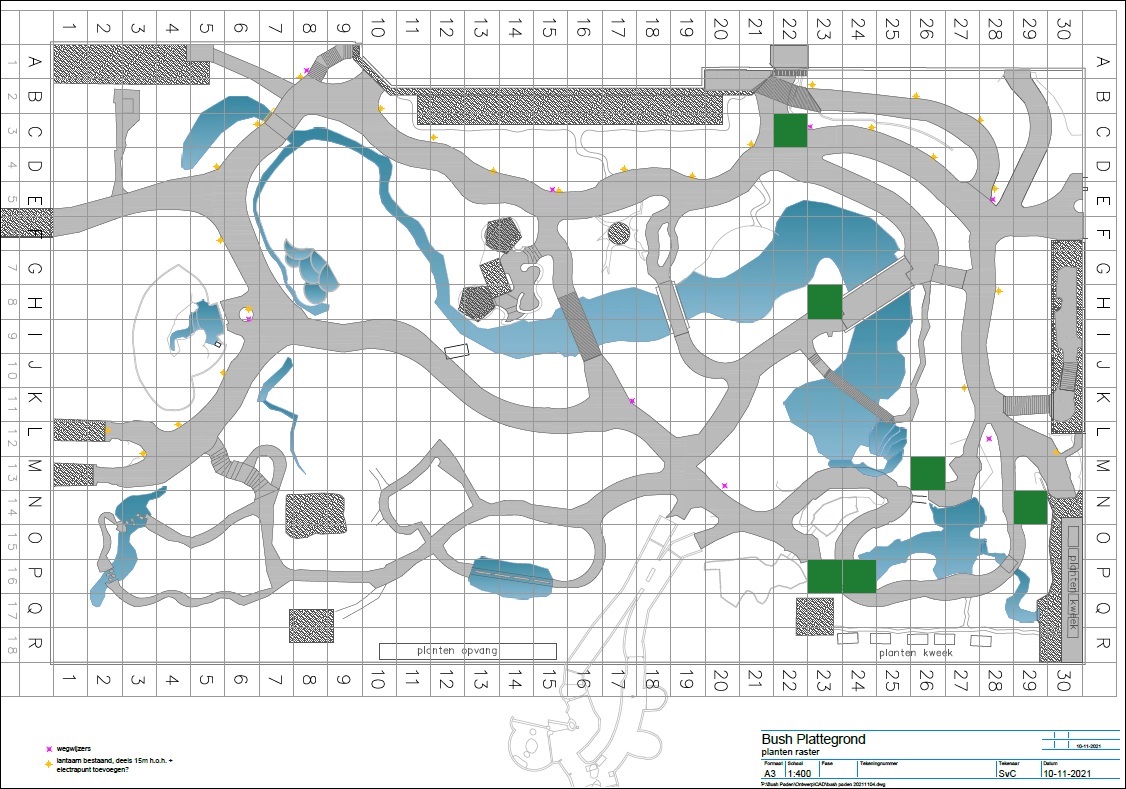 1 2 3 4 5 6 7 8 9 10 11 12 13 14 15 16 17 18 19 20 21 22 23 24 25 26 27 28 29 30
1 A A
2 B B
3 C C
4 D D
5 E E
6 F F
7 G G
8 H H
9 I I
10 J J
11 K K
12 L L
13 M M
14 N N
15 O O
16 P P
17 Q Q
18 R R
planten kweek
planten opvang
planten kweek
1 2 3 4 5 6 7 8 9 10 11 12 13 14 15 16 17 18 19 20 21 22 23 24 25 26 27 28 29 30
wegwijzers
lantaarn bestaand, deels 15m h.o.h. +
electrapunt toevoegen?
Bush Plattegrond
planten raster
10-11-2021
Formaat Schaal Fase Tekeningnummer Tekenaar Datum
A3 1:400 SvC 10-11-2021
P:\Bush Paden\Ontwerp\CAD\bush paden 20211104.dwg